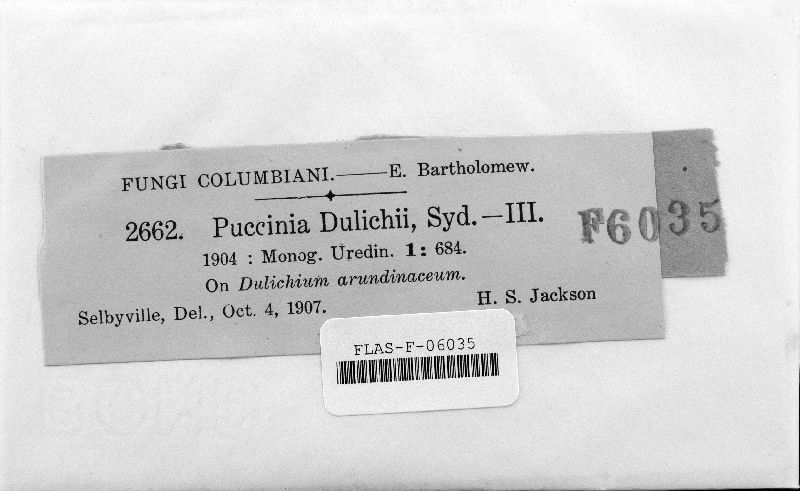 FUNGI COLUMBIANI.——E. Bartholomew.
2662. Puccinia Dulichii, Syd.—III.
1904 : Monog. Uredin. 1: 684.
On Dulichium arundinaceum.
Selbyville, Del., Oct. 4, 1907. H. S. Jackson
F6035
FLAS-F-06035